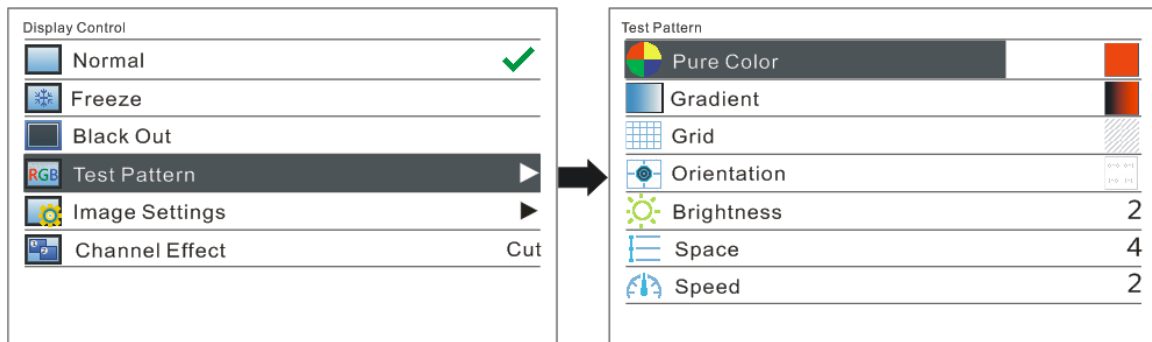 Display Control
Normal
Freeze
Black Out
RGB Test Pattern
Image Settings
Channel Effect Cut
Test Pattern
Pure Color
Gradient
Grid
Orientation
Brightness 2
Space 4
Speed 2